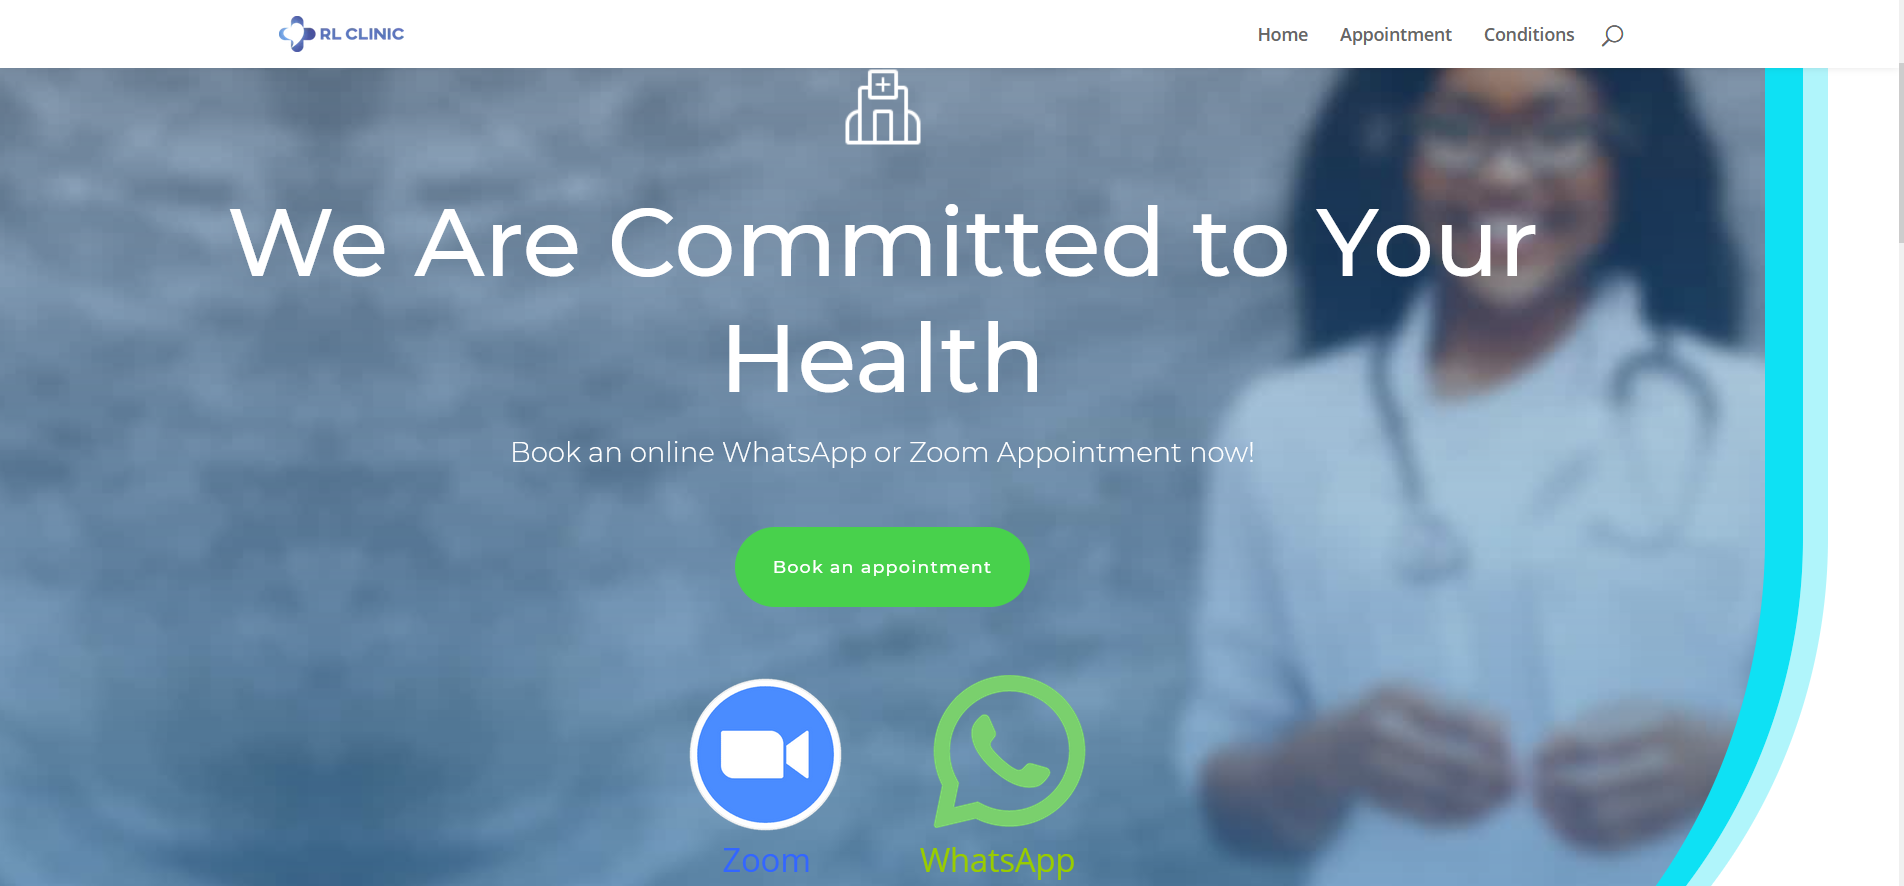 RL CLINIC
Home
Appointment
Conditions
We Are Committed to Your
Health
Book an online WhatsApp or Zoom Appointment now!
Book an appointment
Zoom
WhatsApp